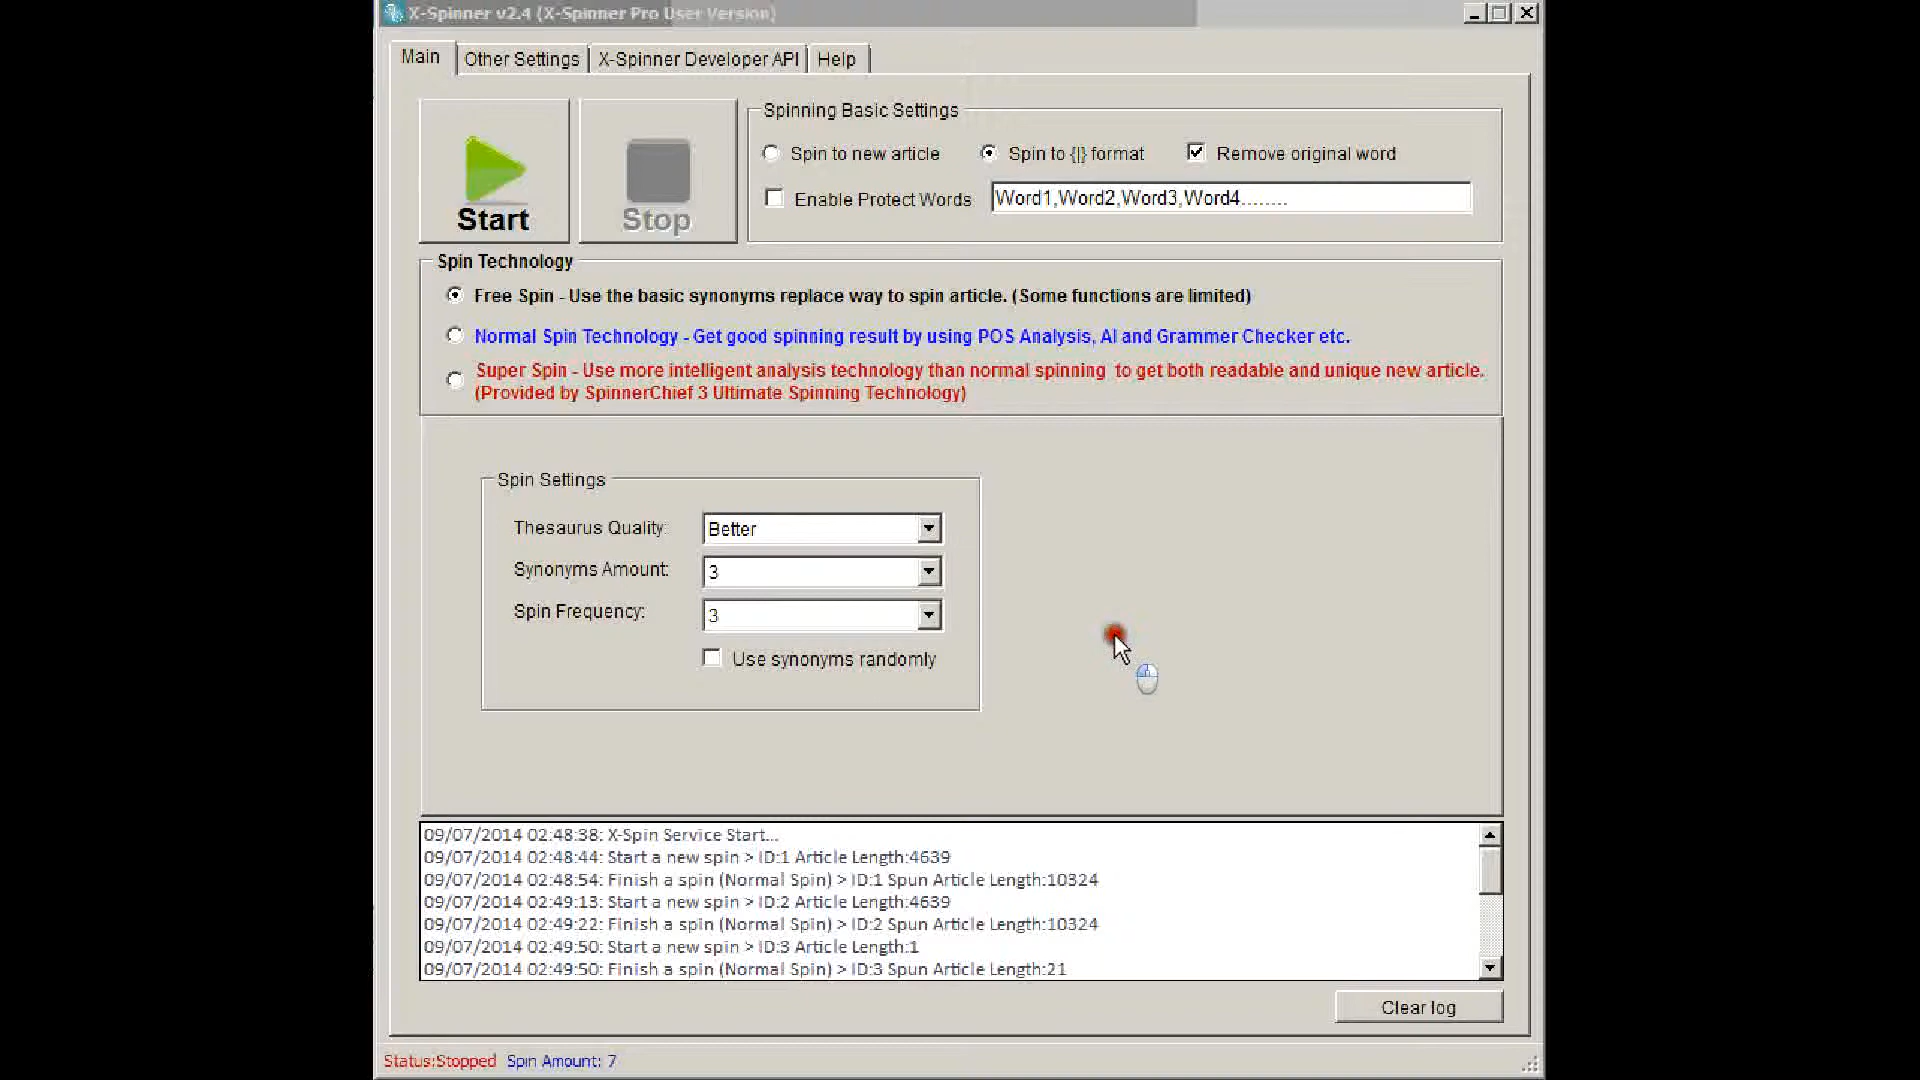 X-Spinner v2.4 (X-Spinner Pro User Version)
Main Other Settings X-Spinner Developer API Help
Start Stop
Spinning Basic Settings
Spin to new article Spin to {|} format Remove original word
Enable Protect Words Word1,Word2,Word3,Word4........
Spin Technology
Free Spin - Use the basic synonyms replace way to spin article. (Some functions are limited)
Normal Spin Technology - Get good spinning result by using POS Analysis, AI and Grammer Checker etc.
Super Spin - Use more intelligent analysis technology than normal spinning to get both readable and unique new article.
(Provided by SpinnerChief 3 Ultimate Spinning Technology)
Spin Settings
Thesaurus Quality: Better
Synonyms Amount: 3
Spin Frequency: 3
Use synonyms randomly
09/07/2014 02:48:38: X-Spin Service Start...
09/07/2014 02:48:44: Start a new spin > ID:1 Article Length:4639
09/07/2014 02:48:54: Finish a spin (Normal Spin) > ID:1 Spun Article Length:10324
09/07/2014 02:49:13: Start a new spin > ID:2 Article Length:4639
09/07/2014 02:49:22: Finish a spin (Normal Spin) > ID:2 Spun Article Length:10324
09/07/2014 02:49:50: Start a new spin > ID:3 Article Length:1
09/07/2014 02:49:50: Finish a spin (Normal Spin) > ID:3 Spun Article Length:21
Clear log
Status:Stopped Spin Amount: 7